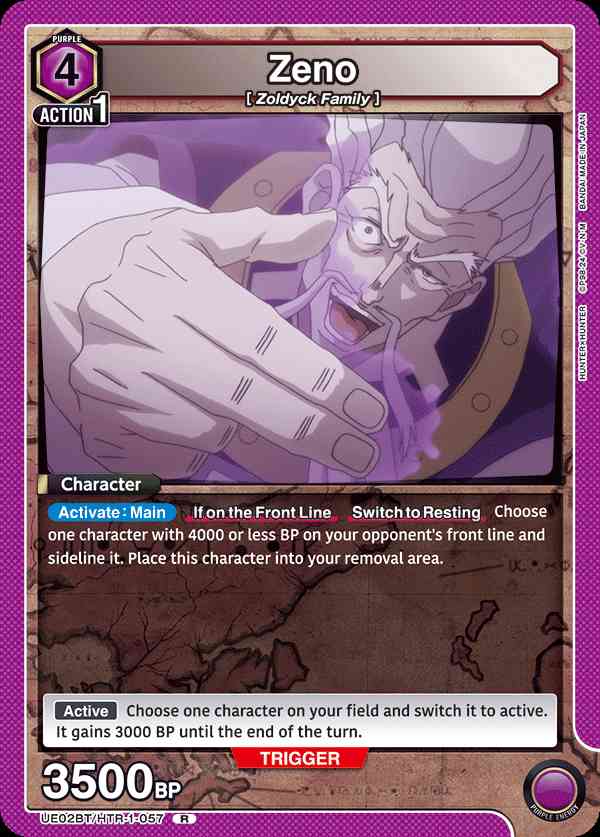 PURPLE
4
ACTION 1
Zeno
[ Zoldyck Family ]
HUNTER×HUNTER ©P98-24 ©V,N,M BANDAI MADE IN JAPAN
Character
Activate: Main If on the Front Line Switch to Resting Choose
one character with 4000 or less BP on your opponent's front line and
sideline it. Place this character into your removal area.
Active Choose one character on your field and switch it to active.
It gains 3000 BP until the end of the turn.
TRIGGER
3500 BP
PURPLE ENERGY
UE02BT/HTR-1-057 R